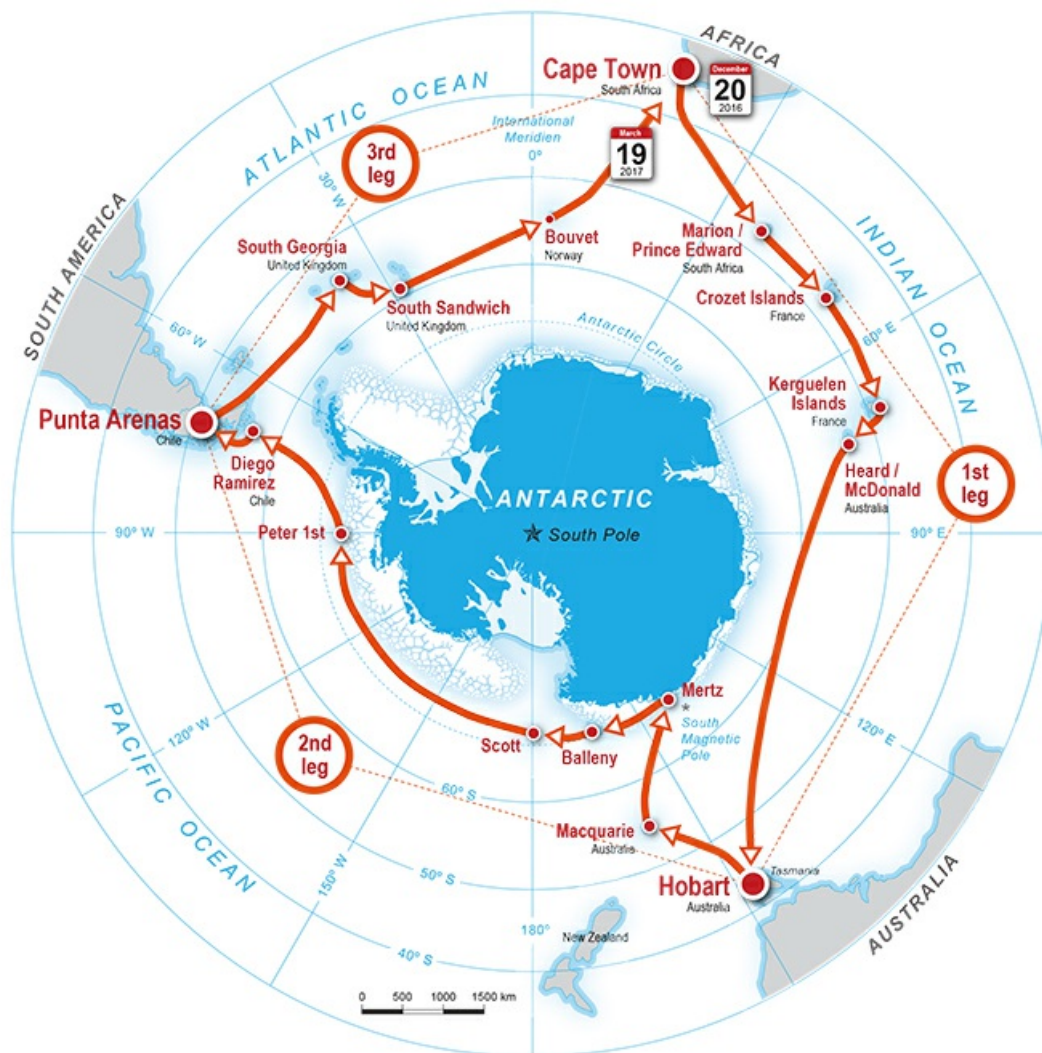 AFRICA
Cape Town
South Africa
December
20
2016
ATLANTIC OCEAN
International
Meridien
0°
March
19
2017
3rd
leg
30° W
SOUTH AMERICA
South Georgia
United Kingdom
Bouvet
Norway
Marion /
Prince Edward
South Africa
INDIAN OCEAN
South Sandwich
United Kingdom
Crozet Islands
France
60° W
Antarctic Circle
60° E
Kerguelen
Islands
France
Punta Arenas
Chile
Diego
Ramirez
Chile
Heard /
McDonald
Australia
1st
leg
ANTARCTIC
South Pole
90° W
Peter 1st
90° E
Mertz
*
South
Magnetic
Pole
PACIFIC OCEAN
120° W
2nd
leg
Scott
Balleny
120° E
60° S
Macquarie
Australia
150° W
50° S
Hobart
Australia
Tasmania
AUSTRALIA
180°
New Zealand
40° S
0 500 1000 1500 km